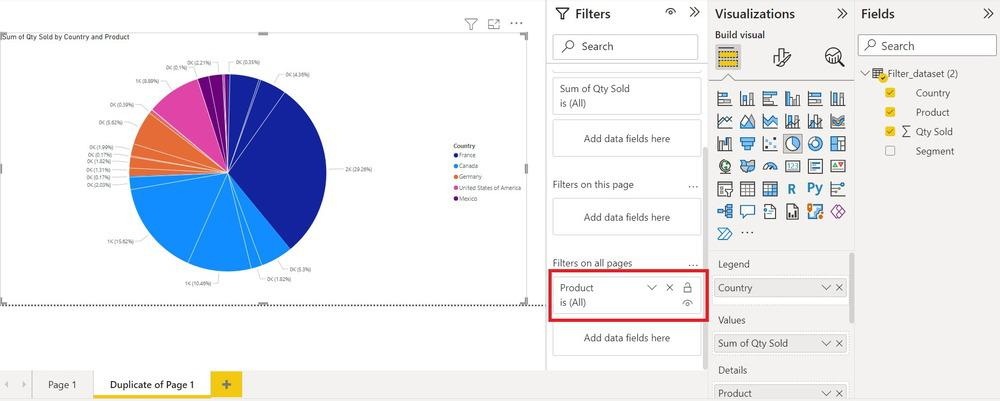 Sum of Qty Sold by Country and Product
0K (0.35%)
0K (2.21%)
0K (4.36%)
0K (0.1%)
1K (8.89%)
0K (0.39%)
0K (5.62%)
0K (1.99%)
0K (0.17%)
0K (1.82%)
0K (1.31%)
0K (0.17%)
0K (2.03%)
2K (29.26%)
1K (15.62%)
0K (5.3%)
0K (1.82%)
1K (10.46%)
Country
France
Canada
Germany
United States of America
Mexico
Page 1
Duplicate of Page 1
Filters
Search
Sum of Qty Sold
is (All)
Add data fields here
Filters on this page
Add data fields here
Filters on all pages
Product
is (All)
Add data fields here
Visualizations
Build visual
123
R
Py
Legend
Country
Values
Sum of Qty Sold
Details
Product
Fields
Search
Filter_dataset (2)
Country
Product
Qty Sold
Segment